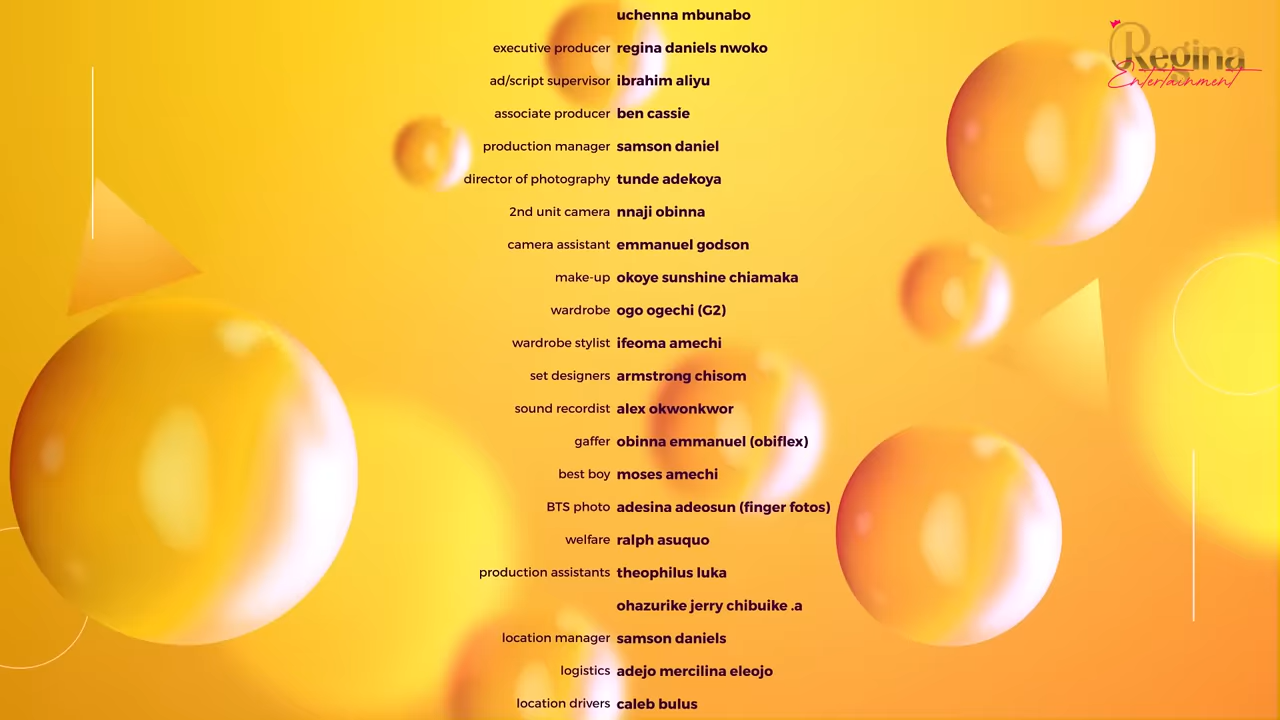 uchenna mbunabo
executive producer regina daniels nwoko
ad/script supervisor ibrahim aliyu
associate producer ben cassie
production manager samson daniel
director of photography tunde adekoya
2nd unit camera nnaji obinna
camera assistant emmanuel godson
make-up okoye sunshine chiamaka
wardrobe ogo ogechi (G2)
wardrobe stylist ifeoma amechi
set designers armstrong chisom
sound recordist alex okwonkwor
gaffer obinna emmanuel (obiflex)
best boy moses amechi
BTS photo adesina adeosun (finger fotos)
welfare ralph asuquo
production assistants theophilus luka
ohazurike jerry chibuike .a
location manager samson daniels
logistics adejo mercilina eleojo
location drivers caleb bulus
Regina
Entertainment